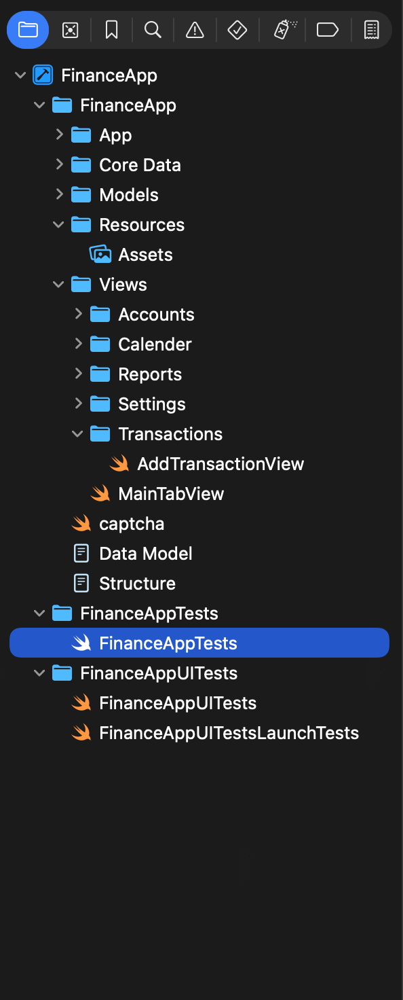 FinanceApp
FinanceApp
App
Core Data
Models
Resources
Assets
Views
Accounts
Calender
Reports
Settings
Transactions
AddTransactionView
MainTabView
captcha
Data Model
Structure
FinanceAppTests
FinanceAppTests
FinanceAppUITests
FinanceAppUITests
FinanceAppUITestsLaunchTests